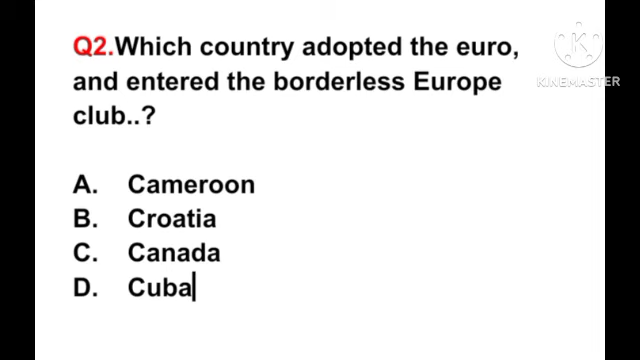 Q2.Which country adopted the euro,
and entered the borderless Europe
club..?
A. Cameroon
B. Croatia
C. Canada
D. Cuba
K
KINEMASTER